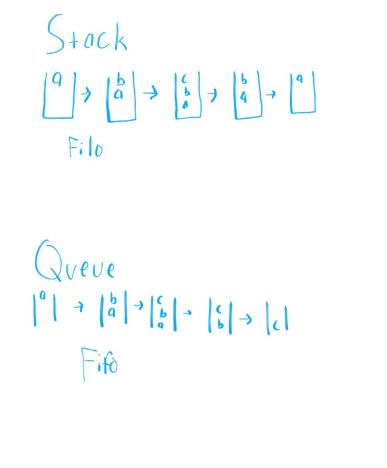 Stack
a → b a → c b a → b a → a
Filo
Queue
a → b a → c b a → c b → c
Fifo